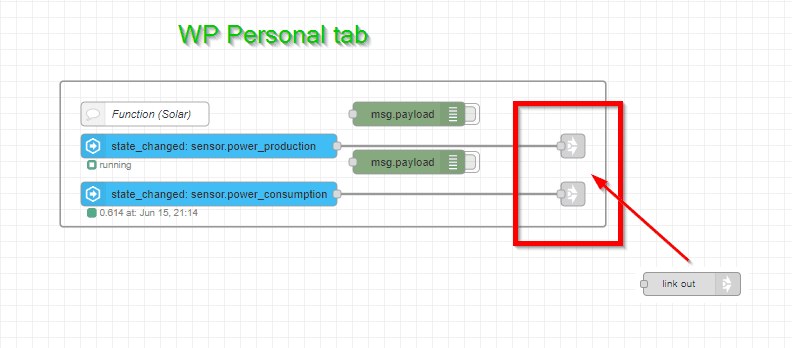 WP Personal tab
Function (Solar)
msg.payload
state_changed: sensor.power_production
running
msg.payload
state_changed: sensor.power_consumption
0.614 at: Jun 15, 21:14
link out